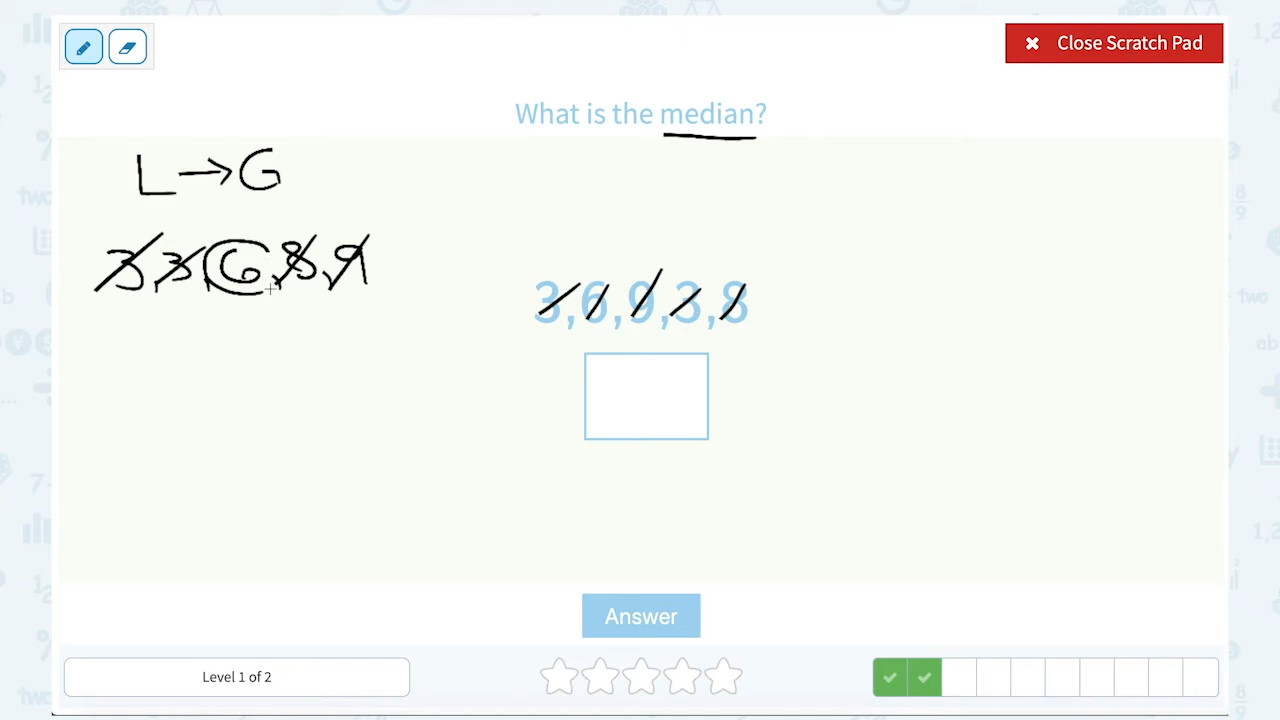 Close Scratch Pad
What is the median?
L→G
3,3,6,8,9
3,6,9,3,8
Answer
Level 1 of 2